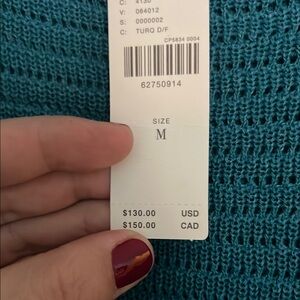 C: 4130
V: 064012
S: 0000002
C: TURQ D/F
CP5834 0004
62750914
SIZE
M
$130.00 USD
$150.00 CAD